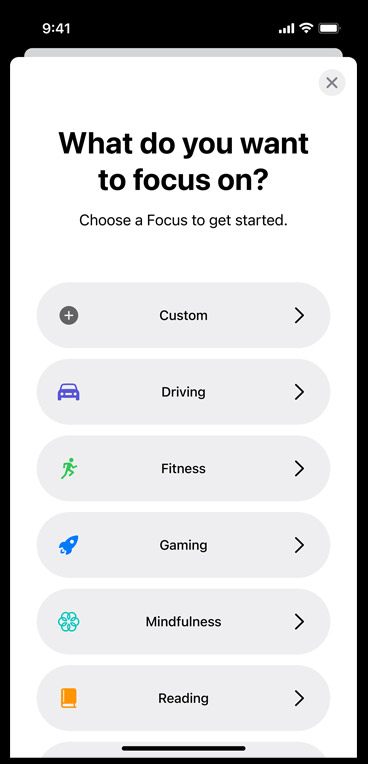 9:41
What do you want
to focus on?
Choose a Focus to get started.
Custom
Driving
Fitness
Gaming
Mindfulness
Reading